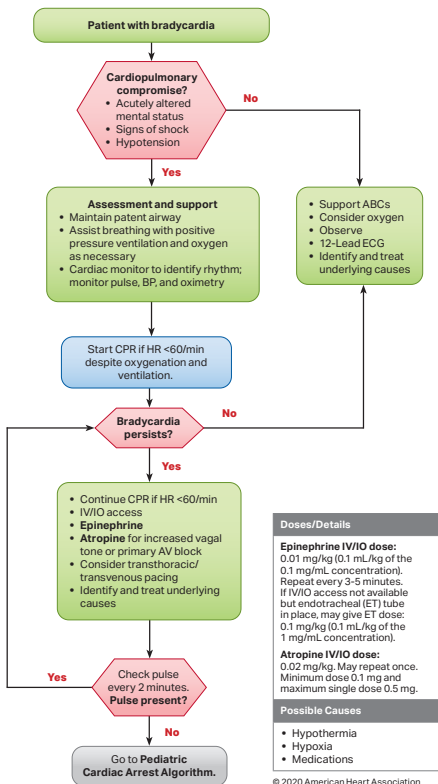 Patient with bradycardia
Cardiopulmonary
compromise?
• Acutely altered
mental status
• Signs of shock
• Hypotension
No
Yes
Assessment and support
• Maintain patent airway
• Assist breathing with positive
pressure ventilation and oxygen
as necessary
• Cardiac monitor to identify rhythm;
monitor pulse, BP, and oximetry
• Support ABCs
• Consider oxygen
• Observe
• 12-Lead ECG
• Identify and treat
underlying causes
Start CPR if HR <60/min
despite oxygenation and
ventilation.
Bradycardia
persists?
No
Yes
• Continue CPR if HR <60/min
• IV/IO access
• Epinephrine
• Atropine for increased vagal
tone or primary AV block
• Consider transthoracic/
transvenous pacing
• Identify and treat underlying
causes
Check pulse
every 2 minutes.
Pulse present?
Yes
No
Go to Pediatric
Cardiac Arrest Algorithm.
Doses/Details
Epinephrine IV/IO dose:
0.01 mg/kg (0.1 mL/kg of the
0.1 mg/mL concentration).
Repeat every 3-5 minutes.
If IV/IO access not available
but endotracheal (ET) tube
in place, may give ET dose:
0.1 mg/kg (0.1 mL/kg of the
1 mg/mL concentration).
Atropine IV/IO dose:
0.02 mg/kg. May repeat once.
Minimum dose 0.1 mg and
maximum single dose 0.5 mg.
Possible Causes
• Hypothermia
• Hypoxia
• Medications
© 2020 American Heart Association